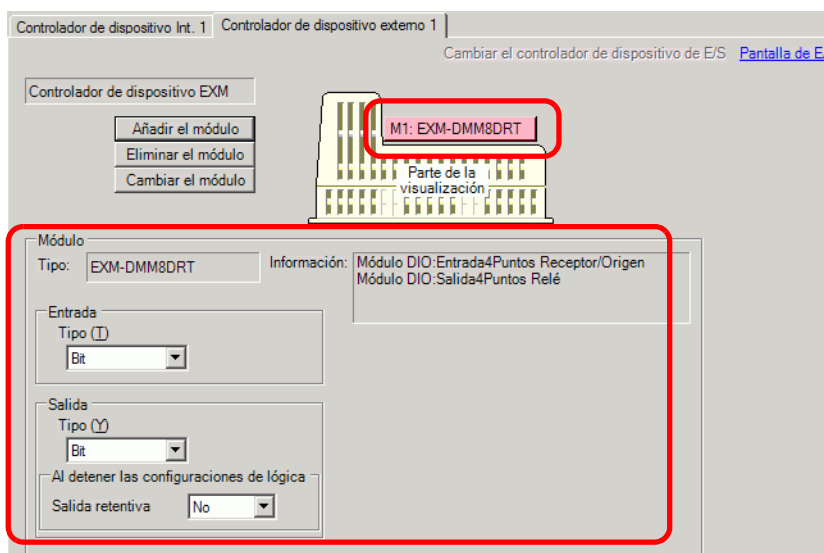 Controlador de dispositivo Int. 1
Controlador de dispositivo externo 1
Cambiar el controlador de dispositivo de E/S Pantalla de E
Controlador de dispositivo EXM
Añadir el módulo
Eliminar el módulo
Cambiar el módulo
M1: EXM-DMM8DRT
Parte de la
visualización
Módulo
Tipo: EXM-DMM8DRT
Información: Módulo DIO:Entrada4Puntos Receptor/Origen
Módulo DIO:Salida4Puntos Relé
Entrada
Tipo (T)
Bit
Salida
Tipo (Y)
Bit
Al detener las configuraciones de lógica
Salida retentiva No